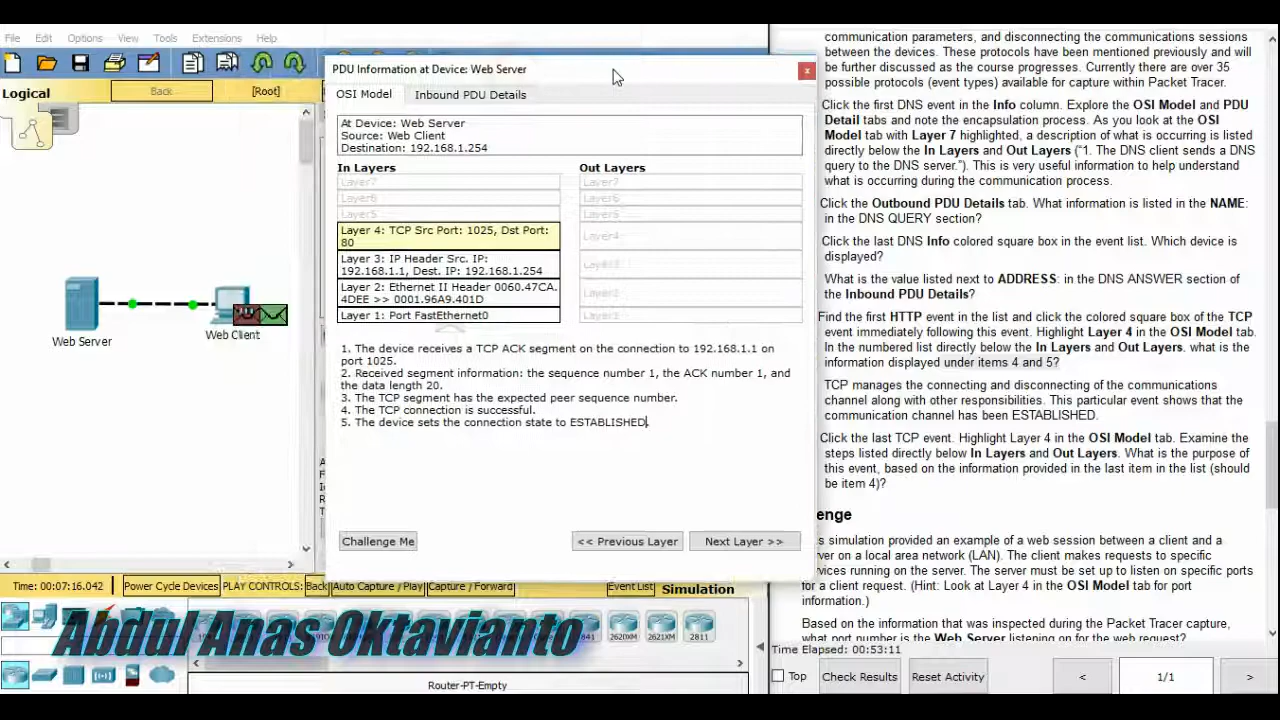 File Edit Options View Tools Extensions Help
Logical
Back
[Root]
Web Server
Web Client
PDU Information at Device: Web Server
x
OSI Model
Inbound PDU Details
At Device: Web Server
Source: Web Client
Destination: 192.168.1.254
In Layers
Out Layers
Layer7
Layer7
Layer6
Layer6
Layer5
Layer5
Layer 4: TCP Src Port: 1025, Dst Port:
80
Layer4
Layer 3: IP Header Src. IP:
192.168.1.1, Dest. IP: 192.168.1.254
Layer3
Layer 2: Ethernet II Header 0060.47CA.
4DEE >> 0001.96A9.401D
Layer2
Layer 1: Port FastEthernet0
Layer1
1. The device receives a TCP ACK segment on the connection to 192.168.1.1 on
port 1025.
2. Received segment information: the sequence number 1, the ACK number 1, and
the data length 20.
3. The TCP segment has the expected peer sequence number.
4. The TCP connection is successful.
5. The device sets the connection state to ESTABLISHED.
Challenge Me
<< Previous Layer
Next Layer >>
Time: 00:07:16.042
Power Cycle Devices
PLAY CONTROLS:
Back
Auto Capture / Play
Capture / Forward
Event List
Simulation
Abdul Anas OKtavianto
841
2620XM
2621XM
2811
Router-PT-Empty
communication parameters, and disconnecting the communications sessions
between the devices. These protocols have been mentioned previously and will
be further discussed as the course progresses. Currently there are over 35
possible protocols (event types) available for capture within Packet Tracer.
Click the first DNS event in the Info column. Explore the OSI Model and PDU
Detail tabs and note the encapsulation process. As you look at the OSI
Model tab with Layer 7 highlighted, a description of what is occurring is listed
directly below the In Layers and Out Layers (“1. The DNS client sends a DNS
query to the DNS server.”). This is very useful information to help understand
what is occurring during the communication process.
Click the Outbound PDU Details tab. What information is listed in the NAME:
in the DNS QUERY section?
Click the last DNS Info colored square box in the event list. Which device is
displayed?
What is the value listed next to ADDRESS: in the DNS ANSWER section of
the Inbound PDU Details?
Find the first HTTP event in the list and click the colored square box of the TCP
event immediately following this event. Highlight Layer 4 in the OSI Model tab.
In the numbered list directly below the In Layers and Out Layers. what is the
information displayed under items 4 and 5?
TCP manages the connecting and disconnecting of the communications
channel along with other responsibilities. This particular event shows that the
communication channel has been ESTABLISHED.
Click the last TCP event. Highlight Layer 4 in the OSI Model tab. Examine the
steps listed directly below In Layers and Out Layers. What is the purpose of
this event, based on the information provided in the last item in the list (should
be item 4)?
enge
s simulation provided an example of a web session between a client and a
ver on a local area network (LAN). The client makes requests to specific
vices running on the server. The server must be set up to listen on specific ports
for a client request. (Hint: Look at Layer 4 in the OSI Model tab for port
information.)
Based on the information that was inspected during the Packet Tracer capture,
what port number is the Web Server listening on for the web request?
Time Elapsed: 00:53:11
Top
Check Results
Reset Activity
<
1/1
>